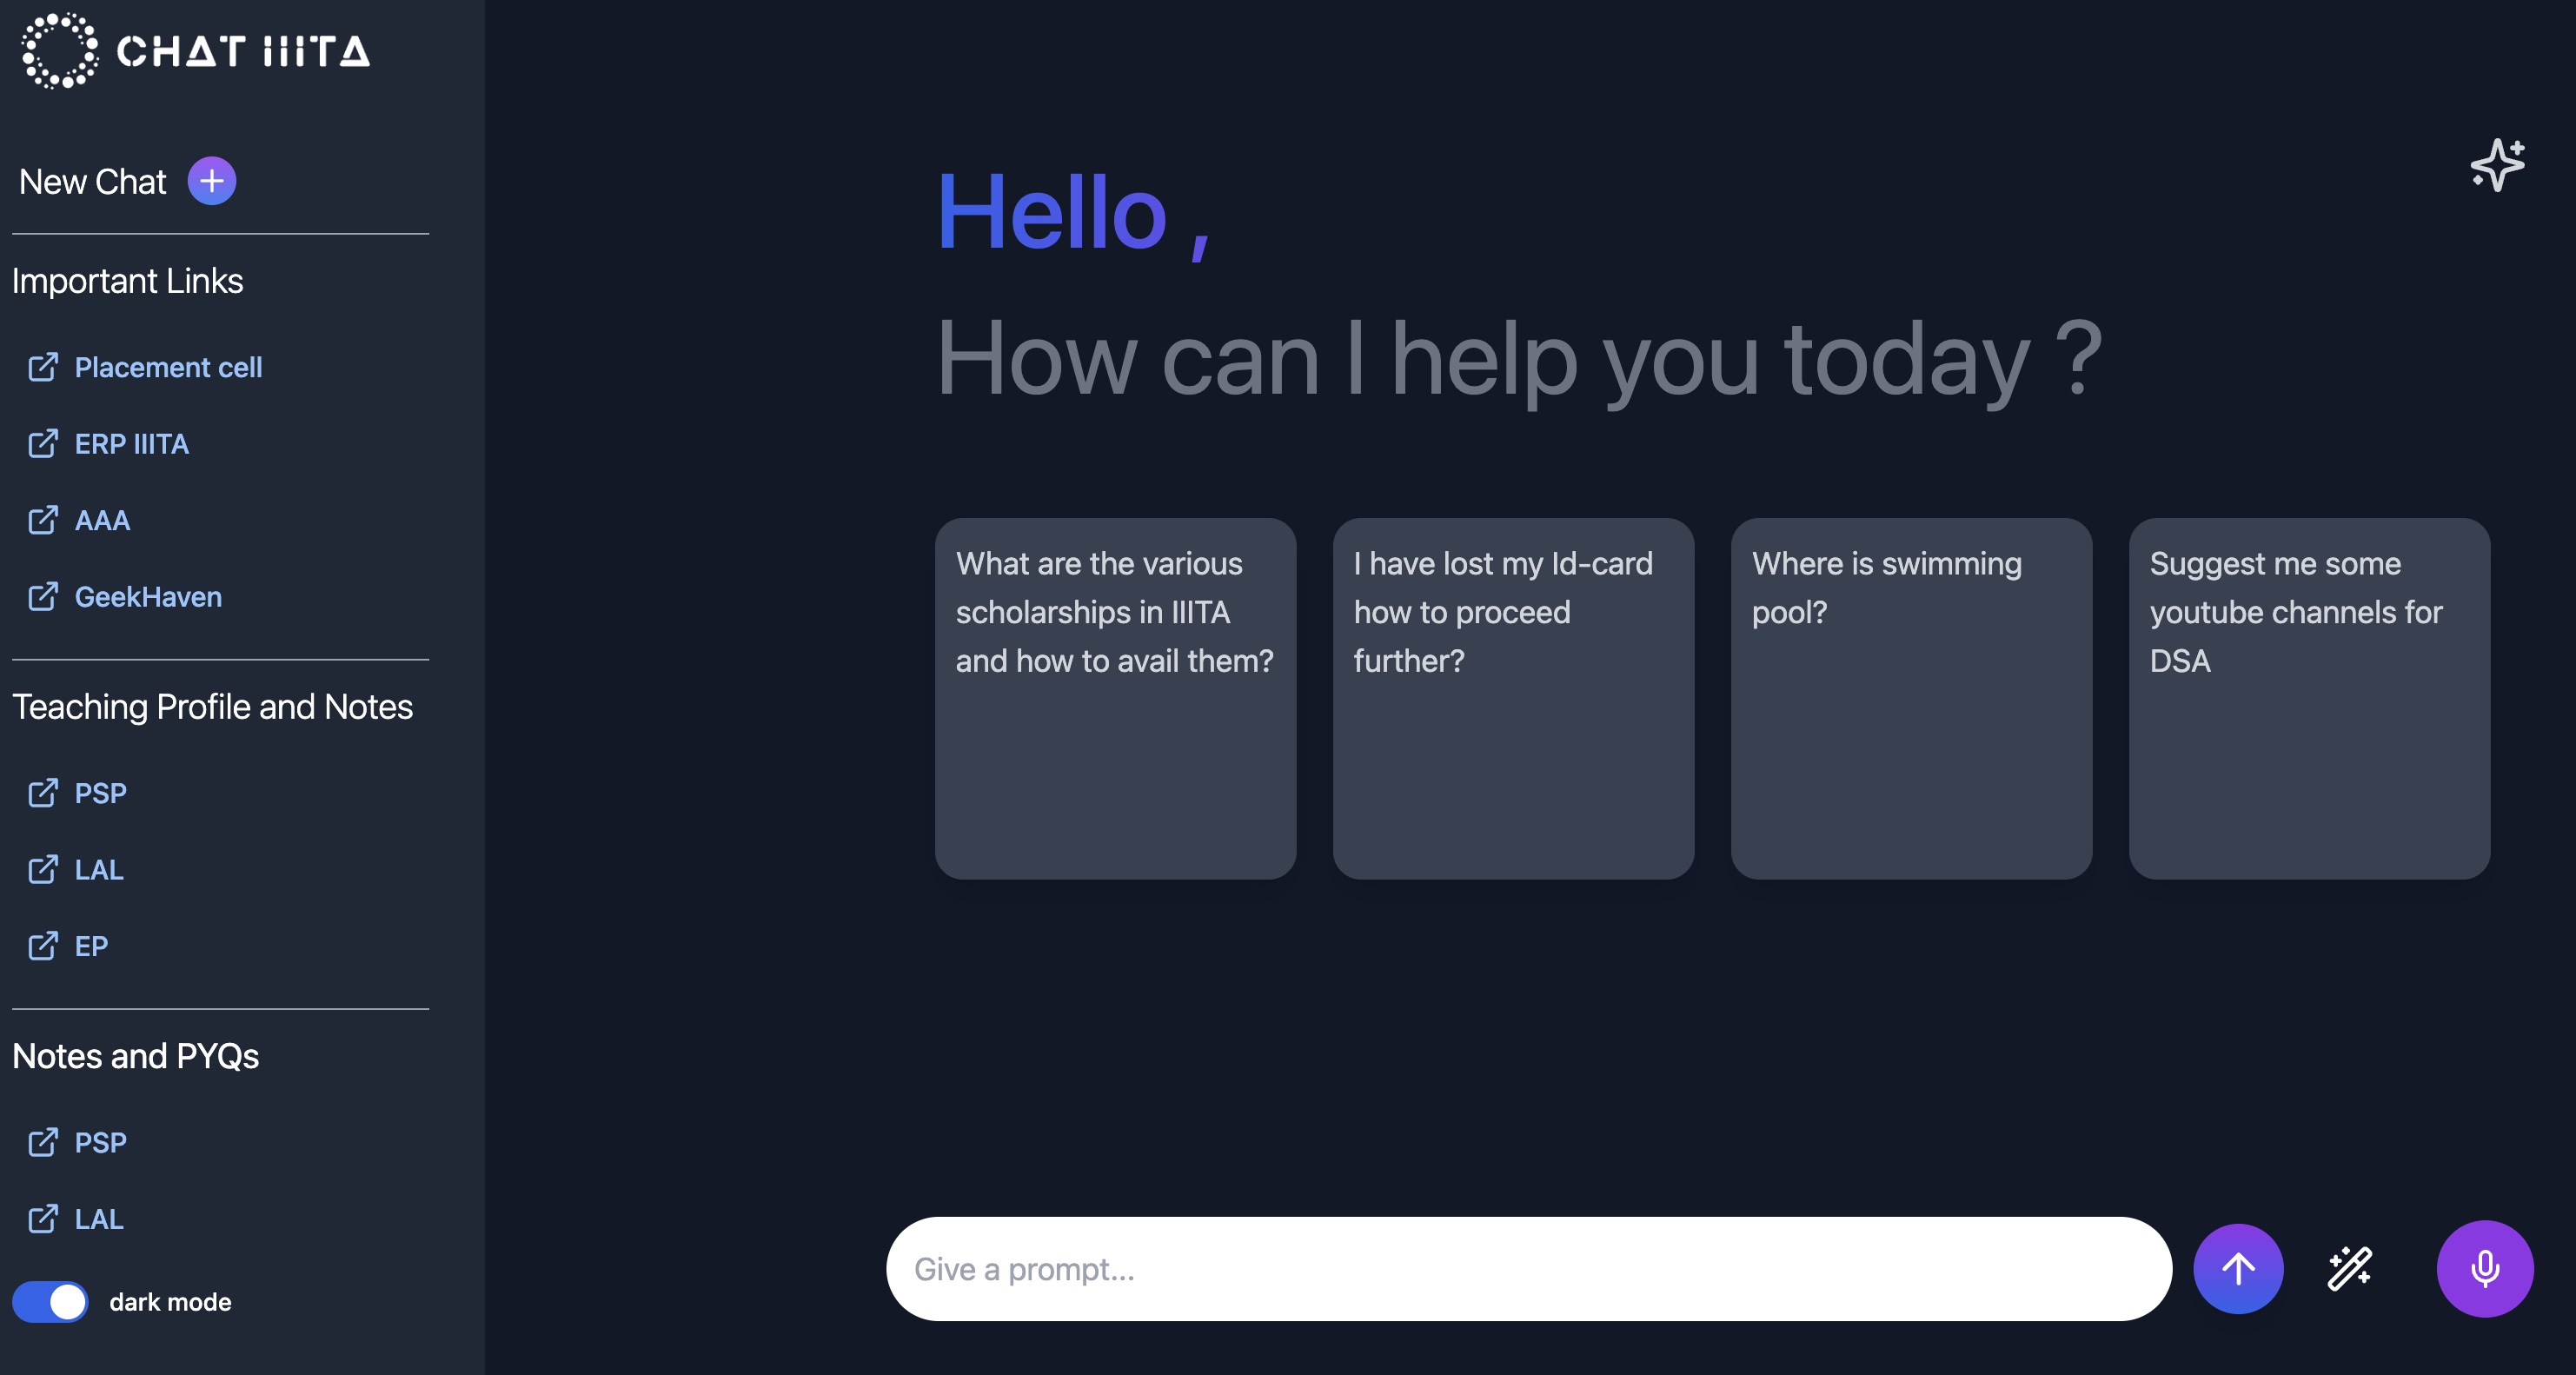 CHAT IIITA
New Chat
Important Links
Placement cell
ERP IIITA
AAA
GeekHaven
Teaching Profile and Notes
PSP
LAL
EP
Notes and PYQs
PSP
LAL
dark mode
Hello ,
How can I help you today ?
What are the various
scholarships in IIITA
and how to avail them?
I have lost my Id-card
how to proceed
further?
Where is swimming
pool?
Suggest me some
youtube channels for
DSA
Give a prompt...